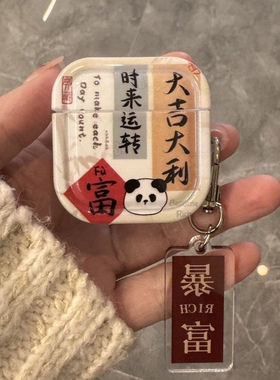 大吉大利
时来运转
To make each
Day count.
富
暴
RICH
富